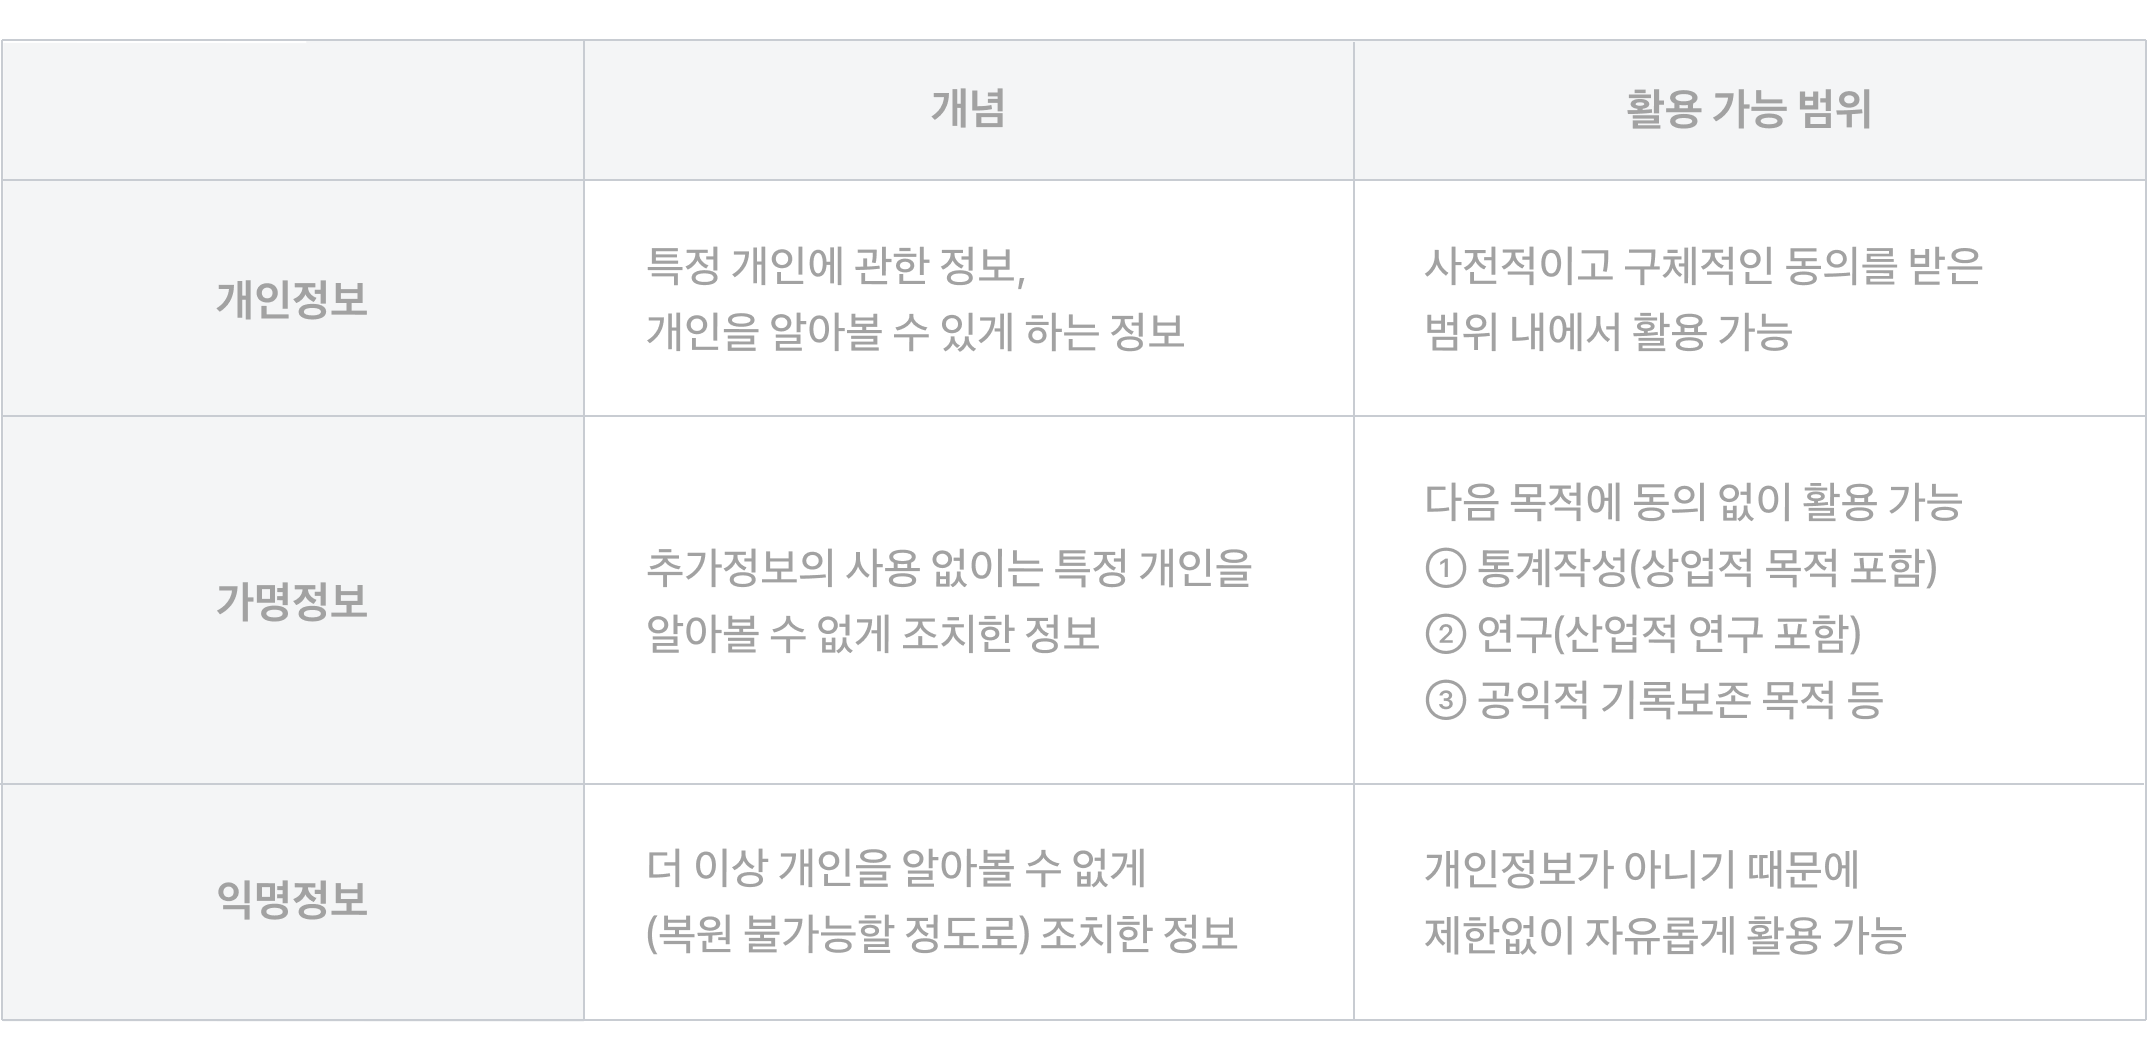 개념
활용 가능 범위
개인정보
특정 개인에 관한 정보,
개인을 알아볼 수 있게 하는 정보
사전적이고 구체적인 동의를 받은
범위 내에서 활용 가능
가명정보
추가정보의 사용 없이는 특정 개인을
알아볼 수 없게 조치한 정보
다음 목적에 동의 없이 활용 가능
① 통계작성(상업적 목적 포함)
② 연구(산업적 연구 포함)
③ 공익적 기록보존 목적 등
익명정보
더 이상 개인을 알아볼 수 없게
(복원 불가능할 정도로) 조치한 정보
개인정보가 아니기 때문에
제한없이 자유롭게 활용 가능